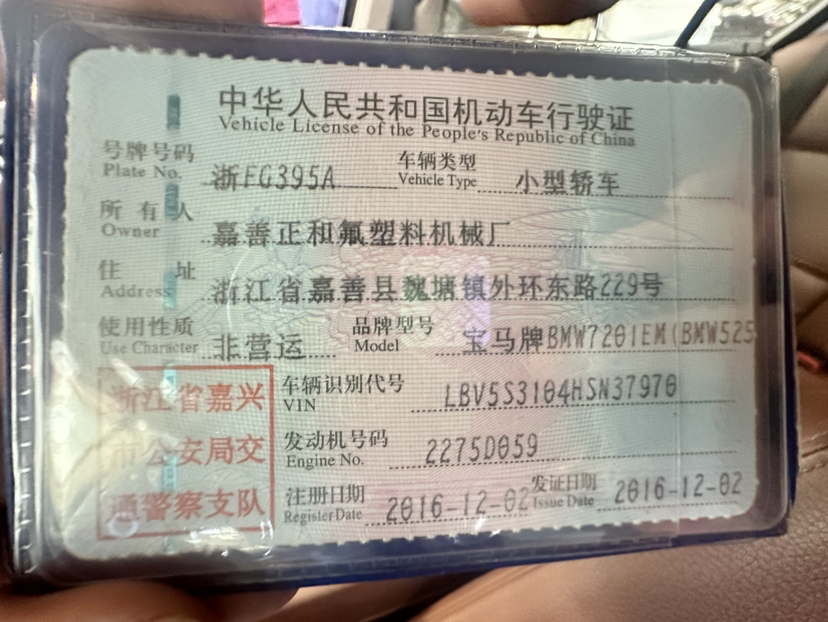 中华人民共和国机动车行驶证
Vehicle License of the People's Republic of China
号牌号码 浙FG395A 车辆类型 小型轿车
Plate No. Vehicle Type
所有人 嘉善正和氟塑料机械厂
Owner
住址 浙江省嘉善县魏塘镇外环东路229号
Address
使用性质 非营运 品牌型号 宝马牌BMW7201EM(BMW525
Use Character Model
浙江省嘉兴
市公安局交
通警察支队
车辆识别代号 LBV5S3104HSN37970
VIN
发动机号码 2275D059
Engine No.
注册日期 2016-12-02 发证日期 2016-12-02
Register Date Issue Date